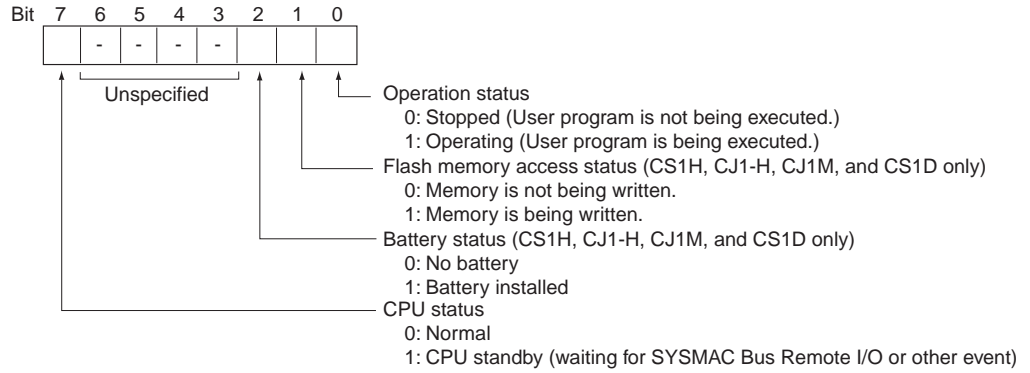 Bit 7 6 5 4 3 2 1 0
- - - -
Unspecified
Operation status
0: Stopped (User program is not being executed.)
1: Operating (User program is being executed.)
Flash memory access status (CS1H, CJ1-H, CJ1M, and CS1D only)
0: Memory is not being written.
1: Memory is being written.
Battery status (CS1H, CJ1-H, CJ1M, and CS1D only)
0: No battery
1: Battery installed
CPU status
0: Normal
1: CPU standby (waiting for SYSMAC Bus Remote I/O or other event)